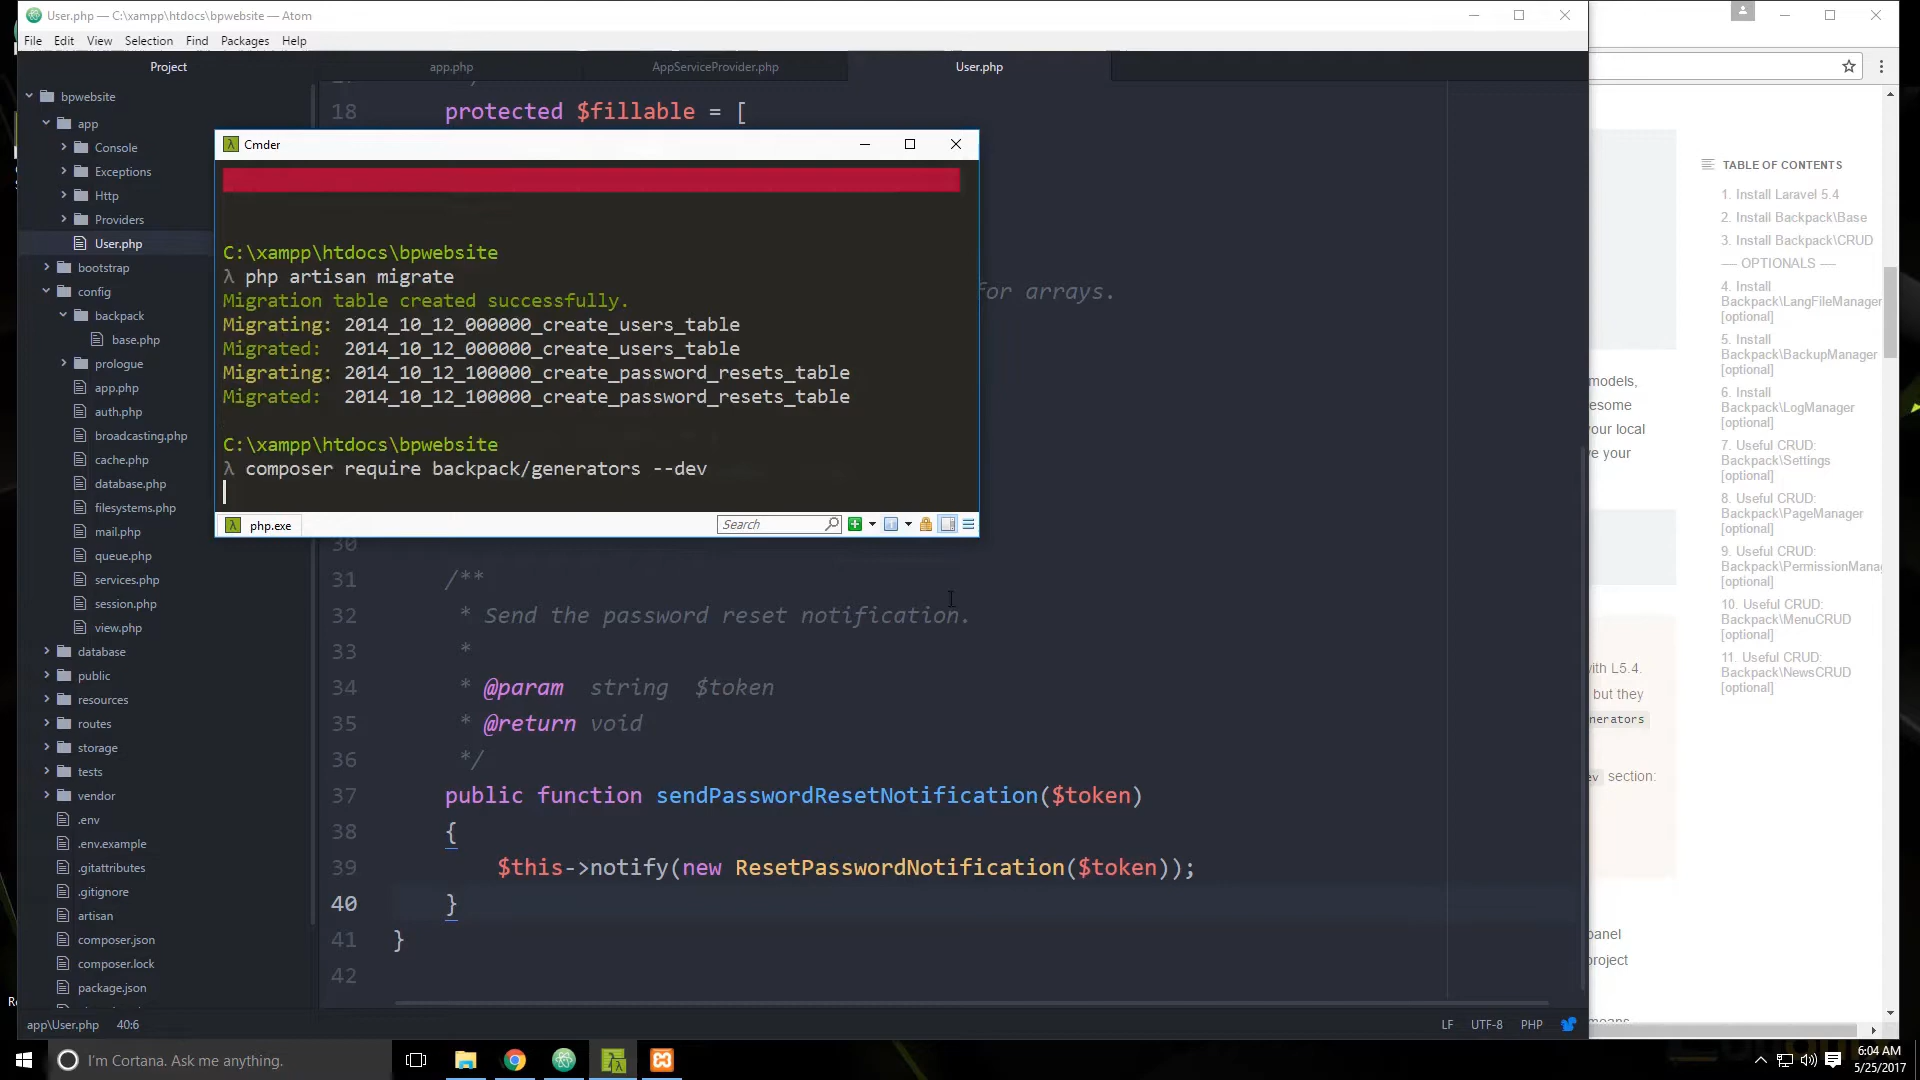 User.php — C:\xampp\htdocs\bpwebsite — Atom
File Edit View Selection Find Packages Help
Project
app.php
AppServiceProvider.php
User.php
bpwebsite
app
Console
Exceptions
Http
Providers
User.php
bootstrap
config
backpack
base.php
prologue
app.php
auth.php
broadcasting.php
cache.php
database.php
filesystems.php
mail.php
queue.php
services.php
session.php
view.php
database
public
resources
routes
storage
tests
vendor
.env
.env.example
.gitattributes
.gitignore
artisan
composer.json
composer.lock
package.json
18 protected $fillable = [
for arrays.
Cmder
C:\xampp\htdocs\bpwebsite
λ php artisan migrate
Migration table created successfully.
Migrating: 2014_10_12_000000_create_users_table
Migrated:  2014_10_12_000000_create_users_table
Migrating: 2014_10_12_100000_create_password_resets_table
Migrated:  2014_10_12_100000_create_password_resets_table
C:\xampp\htdocs\bpwebsite
λ composer require backpack/generators --dev
php.exe
Search
30
31 /**
32 * Send the password reset notification.
33 *
34 * @param  string  $token
35 * @return void
36 */
37 public function sendPasswordResetNotification($token)
38 {
39 $this->notify(new ResetPasswordNotification($token));
40 }
41 }
42
app\User.php 40:6
LF UTF-8 PHP
TABLE OF CONTENTS
1. Install Laravel 5.4
2. Install Backpack\Base
3. Install Backpack\CRUD
---- OPTIONALS ----
4. Install
Backpack\LangFileManager
[optional]
5. Install
Backpack\BackupManager
[optional]
6. Install
Backpack\LogManager
[optional]
7. Useful CRUD:
Backpack\Settings
[optional]
8. Useful CRUD:
Backpack\PageManager
[optional]
9. Useful CRUD:
Backpack\PermissionMana
[optional]
10. Useful CRUD:
Backpack\MenuCRUD
[optional]
11. Useful CRUD:
Backpack\NewsCRUD
[optional]
models,
esome
your local
ve your
with L5.4.
but they
nerators
ev section:
panel
project
I'm Cortana. Ask me anything.
6:04 AM
5/25/2017